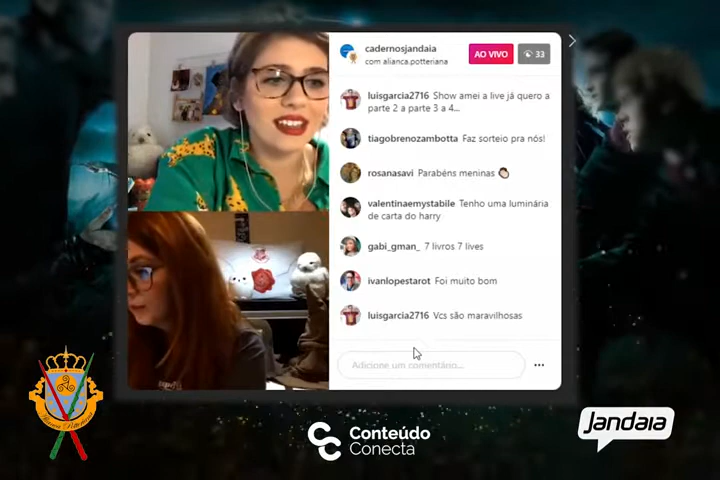 cadernosjandaia
com alianca.potteriana
AO VIVO
33
luisgarcia2716 Show amei a live já quero a
parte 2 a parte 3 a 4...
tiagobrenozambotta Faz sorteio pra nós!
rosanasavi Parabéns meninas
valentinaemystabile Tenho uma luminária
de carta do harry
gabi_gman_ 7 livros 7 lives
ivanlopestarot Foi muito bom
luisgarcia2716 Vcs são maravilhosas
Adicione um comentário...
Aliança Potteriana
Conteúdo
Conecta
Jandaia